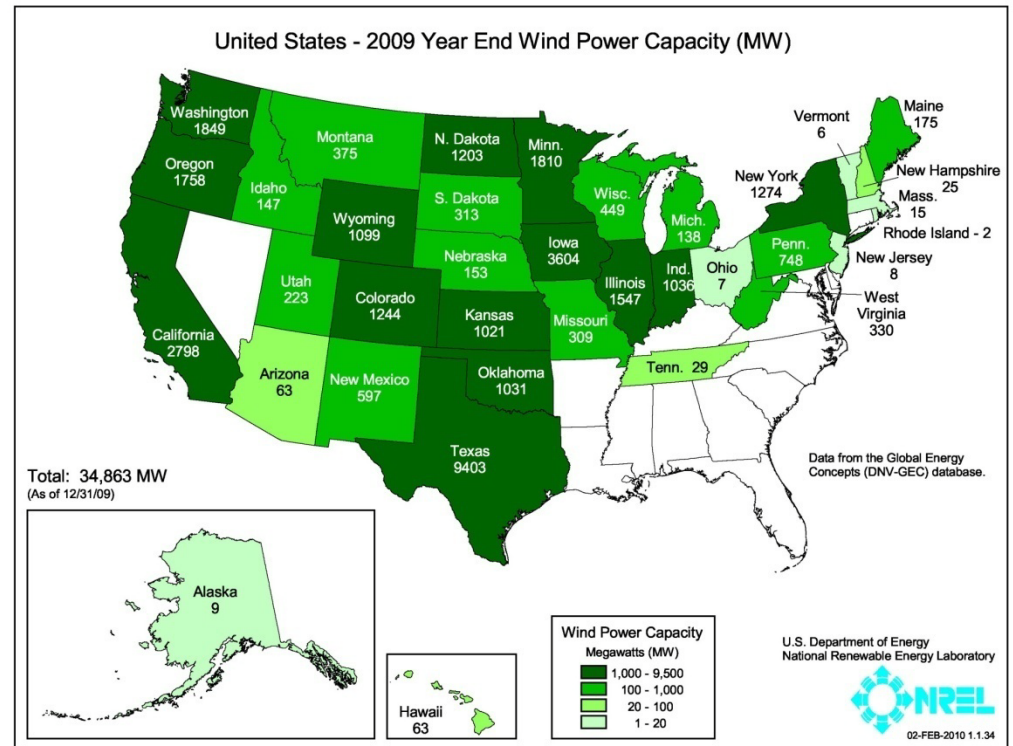 United States - 2009 Year End Wind Power Capacity (MW)
Washington
1849
Oregon
1758
California
2798
Idaho
147
Montana
375
Wyoming
1099
Utah
223
Colorado
1244
Arizona
63
New Mexico
597
N. Dakota
1203
S. Dakota
313
Nebraska
153
Kansas
1021
Oklahoma
1031
Texas
9403
Minn.
1810
Iowa
3604
Missouri
309
Wisc.
449
Illinois
1547
Mich.
138
Ind.
1036
Ohio
7
Tenn. 29
Penn.
748
New York
1274
Vermont
6
Maine
175
New Hampshire
25
Mass.
15
Rhode Island - 2
New Jersey
8
West
Virginia
330
Data from the Global Energy
Concepts (DNV-GEC) database.
Total: 34,863 MW
(As of 12/31/09)
Alaska
9
Hawaii
63
Wind Power Capacity
Megawatts (MW)
1,000 - 9,500
100 - 1,000
20 - 100
1 - 20
U.S. Department of Energy
National Renewable Energy Laboratory
NREL
02-FEB-2010 1.1.34